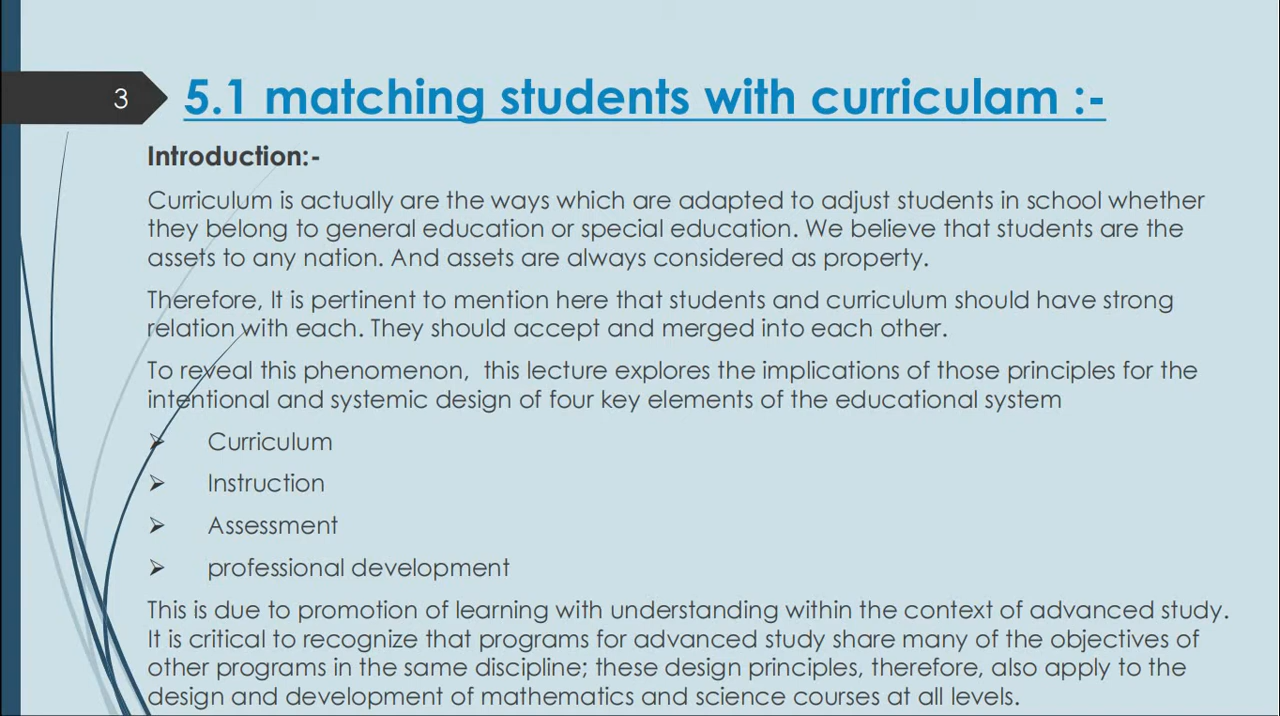 3
5.1 matching students with curriculam :-
Introduction:-
Curriculum is actually are the ways which are adapted to adjust students in school whether
they belong to general education or special education. We believe that students are the
assets to any nation. And assets are always considered as property.
Therefore, It is pertinent to mention here that students and curriculum should have strong
relation with each. They should accept and merged into each other.
To reveal this phenomenon, this lecture explores the implications of those principles for the
intentional and systemic design of four key elements of the educational system
Curriculum
Instruction
Assessment
professional development
This is due to promotion of learning with understanding within the context of advanced study.
It is critical to recognize that programs for advanced study share many of the objectives of
other programs in the same discipline; these design principles, therefore, also apply to the
design and development of mathematics and science courses at all levels.